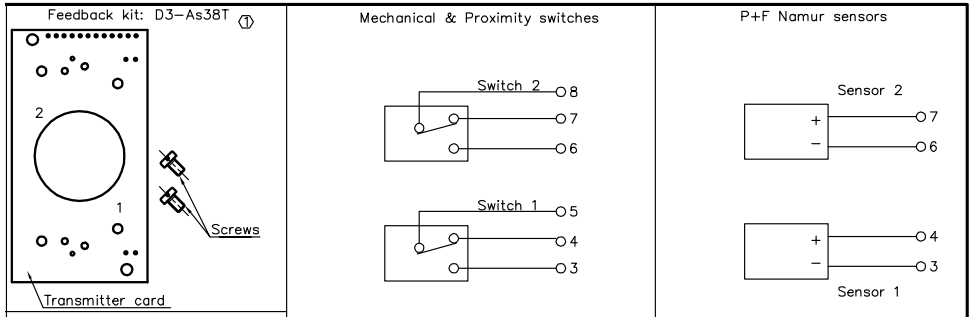 Feedback kit: D3-As38T
1
2
1
Screws
Transmitter card
Mechanical & Proximity switches
Switch 2
8
7
6
Switch 1
5
4
3
P+F Namur sensors
Sensor 2
+
7
−
6
+
4
−
3
Sensor 1